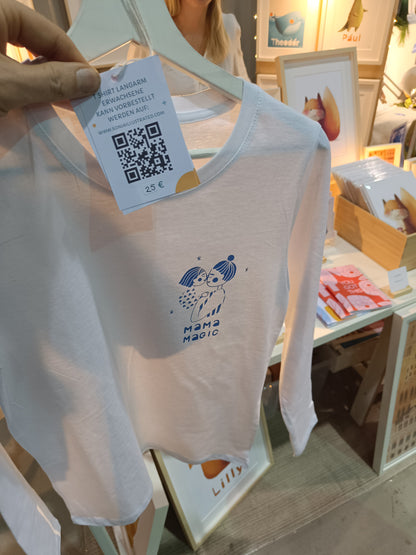 Theodor
Paul
T-SHIRT LANGARM
ERWACHSENE
KANN VORBESTELLT
WERDEN AUF:
25 €
MAMA
MAGIC
Lilly